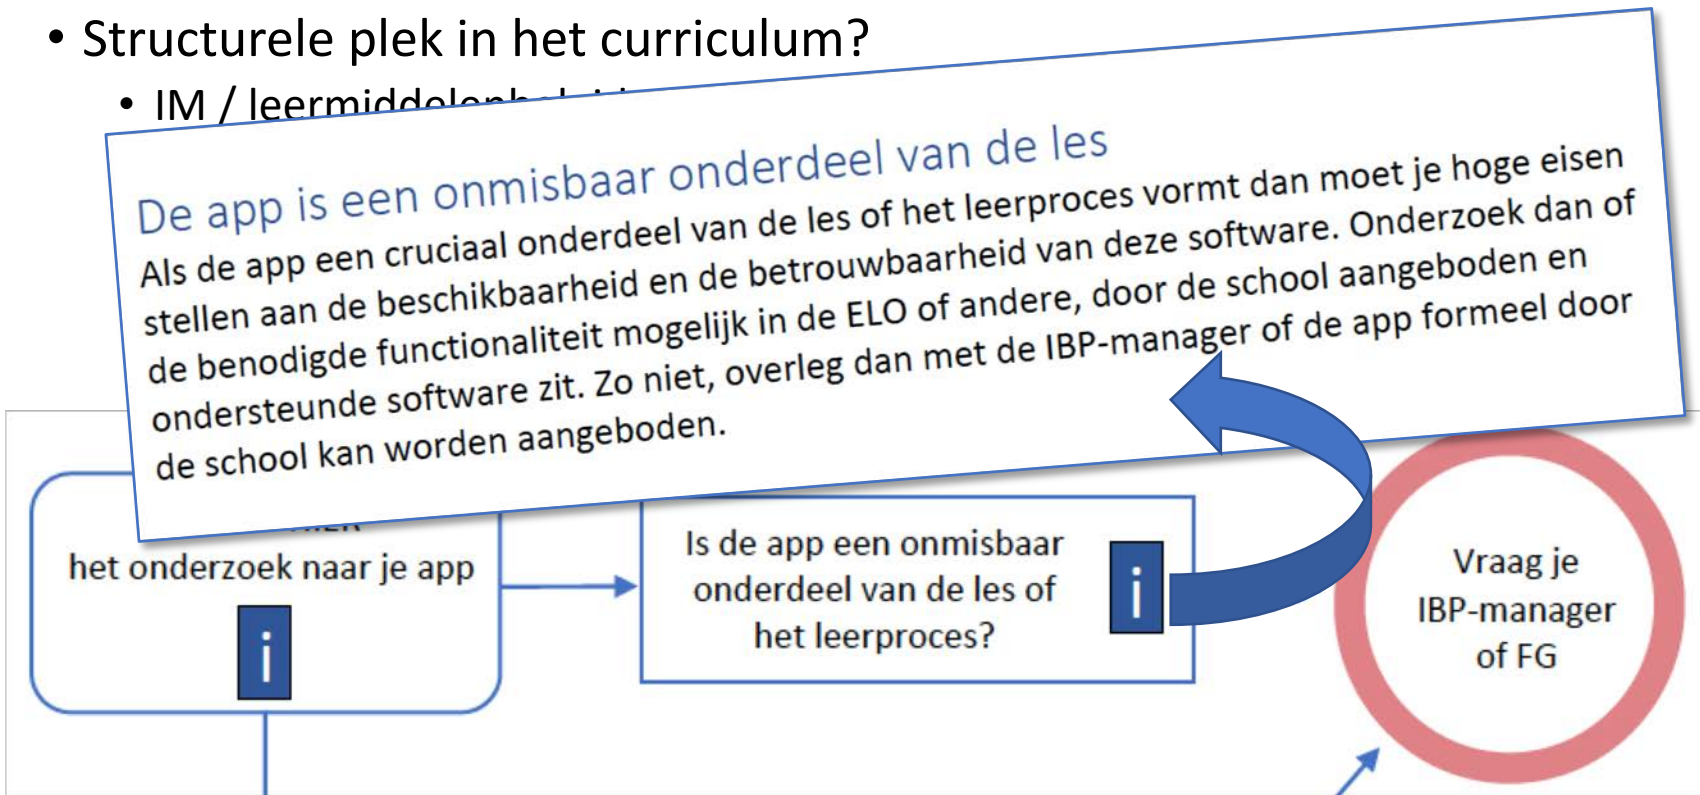 • Structurele plek in het curriculum?
• IM / leermiddelenbeleid
De app is een onmisbaar onderdeel van de les
Als de app een cruciaal onderdeel van de les of het leerproces vormt dan moet je hoge eisen
stellen aan de beschikbaarheid en de betrouwbaarheid van deze software. Onderzoek dan of
de benodigde functionaliteit mogelijk in de ELO of andere, door de school aangeboden en
ondersteunde software zit. Zo niet, overleg dan met de IBP-manager of de app formeel door
de school kan worden aangeboden.
het onderzoek naar je app
i
Is de app een onmisbaar
onderdeel van de les of
het leerproces?
i
Vraag je
IBP-manager
of FG